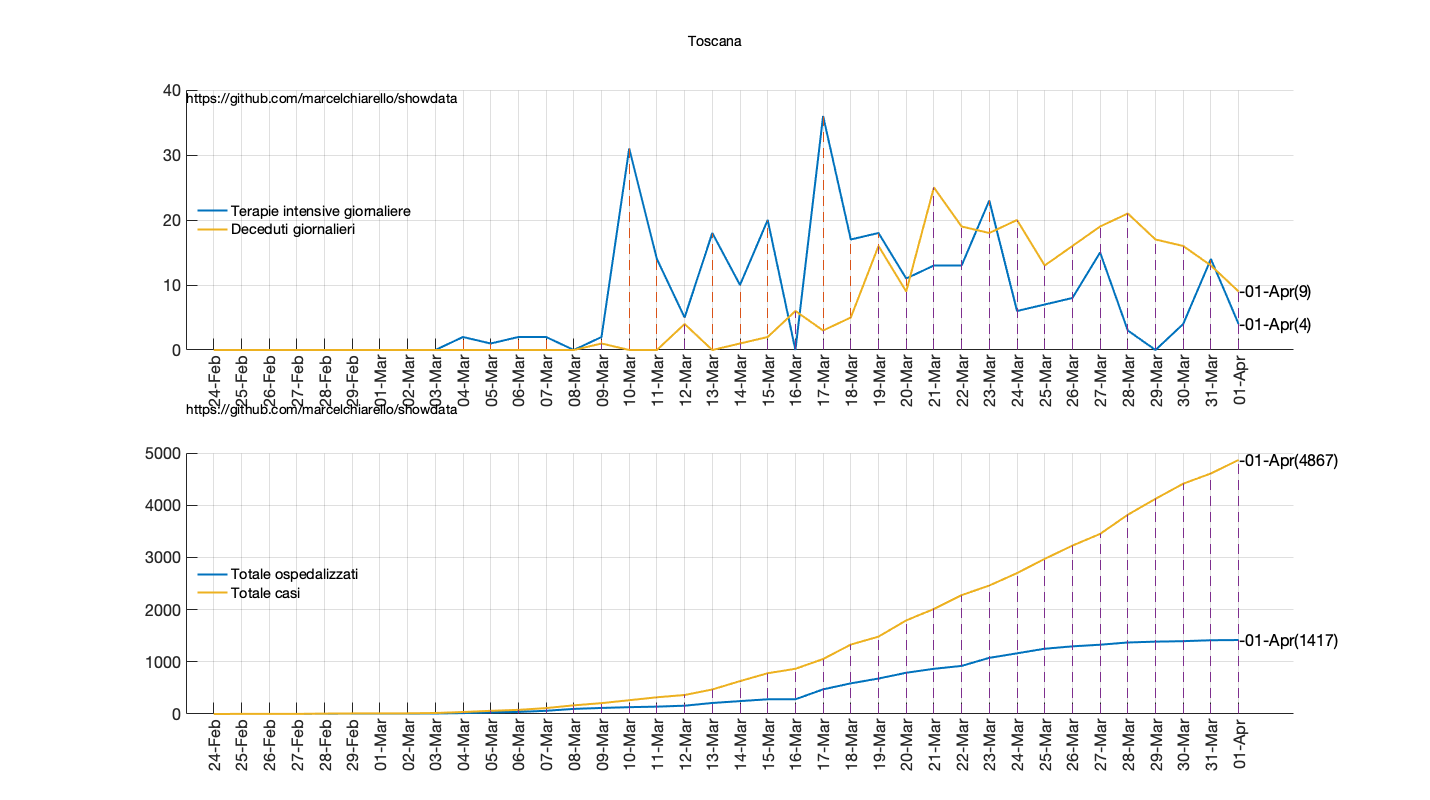 Toscana
40
https://github.com/marcelchiarello/showdata
30
20
10
0
Terapie intensive giornaliere
Deceduti giornalieri
-01-Apr(9)
-01-Apr(4)
24-Feb
25-Feb
26-Feb
27-Feb
28-Feb
29-Feb
01-Mar
02-Mar
03-Mar
04-Mar
05-Mar
06-Mar
07-Mar
08-Mar
09-Mar
10-Mar
11-Mar
12-Mar
13-Mar
14-Mar
15-Mar
16-Mar
17-Mar
18-Mar
19-Mar
20-Mar
21-Mar
22-Mar
23-Mar
24-Mar
25-Mar
26-Mar
27-Mar
28-Mar
29-Mar
30-Mar
31-Mar
01-Apr
https://github.com/marcelchiarello/showdata
5000
4000
3000
2000
1000
0
Totale ospedalizzati
Totale casi
-01-Apr(4867)
-01-Apr(1417)
24-Feb
25-Feb
26-Feb
27-Feb
28-Feb
29-Feb
01-Mar
02-Mar
03-Mar
04-Mar
05-Mar
06-Mar
07-Mar
08-Mar
09-Mar
10-Mar
11-Mar
12-Mar
13-Mar
14-Mar
15-Mar
16-Mar
17-Mar
18-Mar
19-Mar
20-Mar
21-Mar
22-Mar
23-Mar
24-Mar
25-Mar
26-Mar
27-Mar
28-Mar
29-Mar
30-Mar
31-Mar
01-Apr